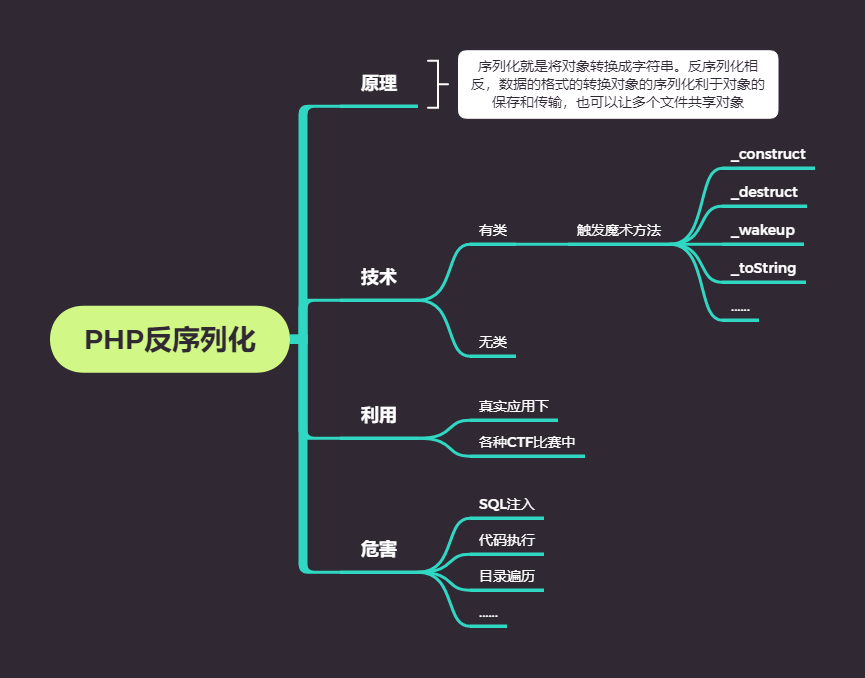 PHP反序列化
原理
序列化就是将对象转换成字符串。反序列化相
反，数据的格式的转换对象的序列化利于对象的
保存和传输，也可以让多个文件共享对象
技术
有类
触发魔术方法
_construct
_destruct
_wakeup
_toString
......
无类
利用
真实应用下
各种CTF比赛中
危害
SQL注入
代码执行
目录遍历
......